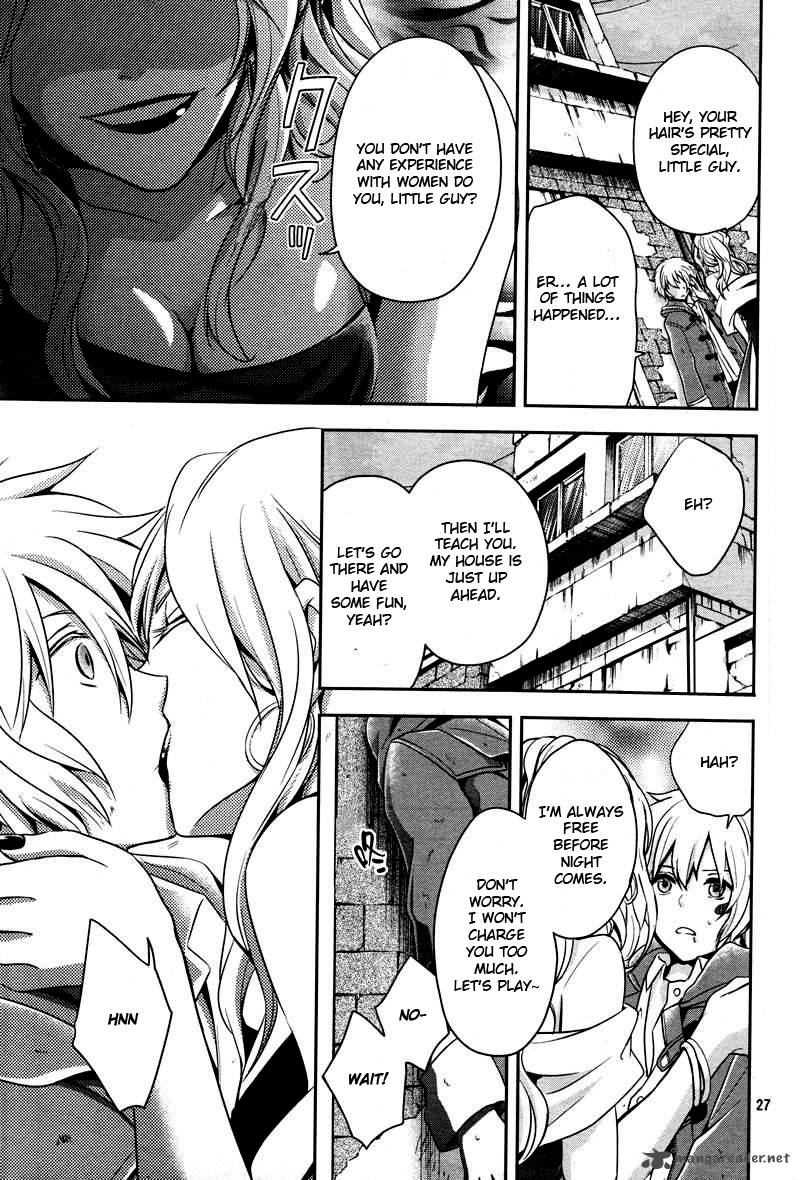 HEY, YOUR
HAIR'S PRETTY
SPECIAL,
LITTLE GUY.
ER... A LOT
OF THINGS
HAPPENED...
YOU DON'T HAVE
ANY EXPERIENCE
WITH WOMEN DO
YOU, LITTLE GUY?
クスッ
EH?
THEN I'LL
TEACH YOU.
MY HOUSE IS
JUST UP
AHEAD.
LET'S GO
THERE AND
HAVE
SOME FUN,
YEAH?
HAH?
I'M ALWAYS
FREE
BEFORE
NIGHT
COMES.
DON'T
WORRY.
I WON'T
CHARGE
YOU TOO
MUCH.
LET'S PLAY~
NO-
WAIT!
HNN
27
mangareader.net